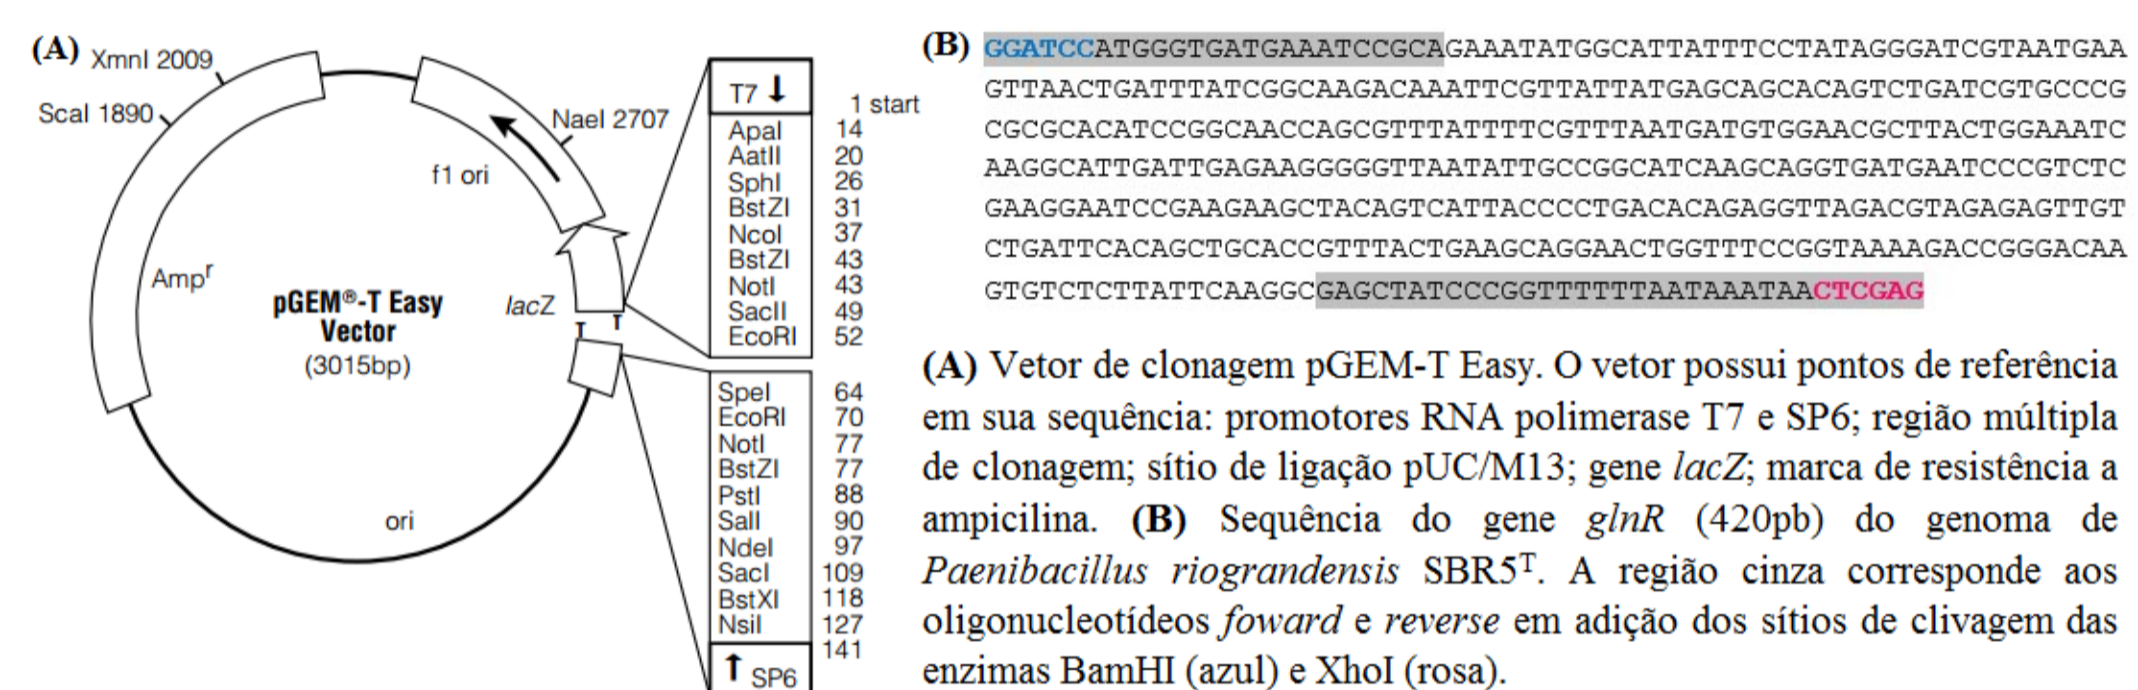 (A)
XmnI 2009
ScaI 1890
NaeI 2707
f1 ori
Ampr
pGEM®-T Easy
Vector
(3015bp)
lacZ
T T
ori
T7 ↓
1 start
ApaI 14
AatII 20
SphI 26
BstZI 31
NcoI 37
BstZI 43
NotI 43
SacII 49
EcoRI 52
SpeI 64
EcoRI 70
NotI 77
BstZI 77
PstI 88
SalI 90
NdeI 97
SacI 109
BstXI 118
NsiI 127
141
↑ SP6
(B) GGATCCATGGGTGATGAAATCCGCAGAAATATGGCATTATTTCCTATAGGGATCGTAATGAA
GTTAACTGATTTATCGGCAAGACAAATTCGTTATTATGAGCAGCACAGTCTGATCGTGCCCG
CGCGCACATCCGGCAACCAGCGTTTATTTTCGTTTAATGATGTGGAACGCTTACTGGAAATC
AAGGCATTGATTGAGAAGGGGGTTAATATTGCCGGCATCAAGCAGGTGATGAATCCCGTCTC
GAAGGAATCCGAAGAAGCTACAGTCATTACCCCTGACACAGAGGTTAGACGTAGAGAGTTGT
CTGATTCACAGCTGCACCGTTTACTGAAGCAGGAACTGGTTTCCGGTAAAAGACCGGGACAA
GTGTCTCTTATTCAAGGCGAGCTATCCCGGTTTTTTTAATAAATAACTCGAG
(A) Vetor de clonagem pGEM-T Easy. O vetor possui pontos de referência
em sua sequência: promotores RNA polimerase T7 e SP6; região múltipla
de clonagem; sítio de ligação pUC/M13; gene lacZ; marca de resistência a
ampicilina. (B) Sequência do gene glnR (420pb) do genoma de
Paenibacillus riograndensis SBR5T. A região cinza corresponde aos
oligonucleotídeos foward e reverse em adição dos sítios de clivagem das
enzimas BamHI (azul) e XhoI (rosa).